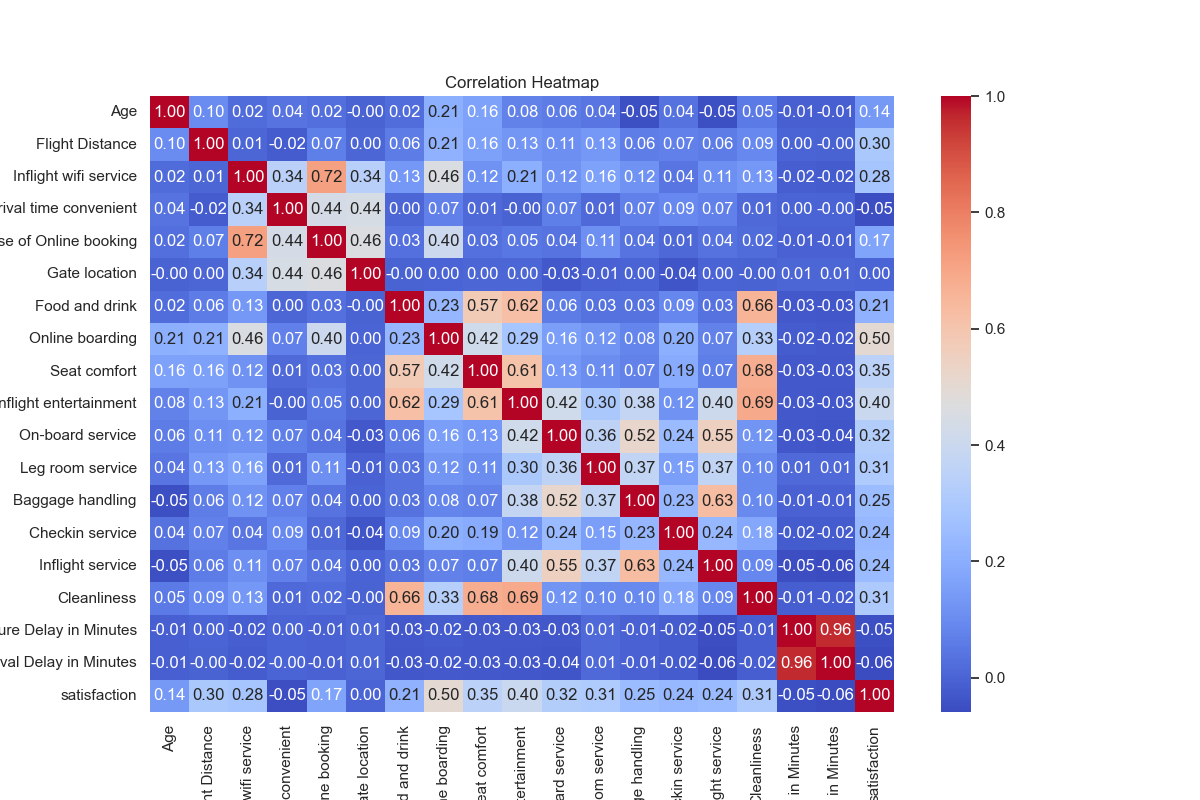 Correlation Heatmap
Age 1.00 0.10 0.02 0.04 0.02 -0.00 0.02 0.21 0.16 0.08 0.06 0.04 -0.05 0.04 -0.05 0.05 -0.01 -0.01 0.14
Flight Distance 0.10 1.00 0.01 -0.02 0.07 0.00 0.06 0.21 0.16 0.13 0.11 0.13 0.06 0.07 0.06 0.09 0.00 -0.00 0.30
Inflight wifi service 0.02 0.01 1.00 0.34 0.72 0.34 0.13 0.46 0.12 0.21 0.12 0.16 0.12 0.04 0.11 0.13 -0.02 -0.02 0.28
rival time convenient 0.04 -0.02 0.34 1.00 0.44 0.44 0.00 0.07 0.01 -0.00 0.07 0.01 0.07 0.09 0.07 0.01 0.00 -0.00 -0.05
se of Online booking 0.02 0.07 0.72 0.44 1.00 0.46 0.03 0.40 0.03 0.05 0.04 0.11 0.04 0.01 0.04 0.02 -0.01 -0.01 0.17
Gate location -0.00 0.00 0.34 0.44 0.46 1.00 -0.00 0.00 0.00 0.00 -0.03 -0.01 0.00 -0.04 0.00 -0.00 0.01 0.01 0.00
Food and drink 0.02 0.06 0.13 0.00 0.03 -0.00 1.00 0.23 0.57 0.62 0.06 0.03 0.03 0.09 0.03 0.66 -0.03 -0.03 0.21
Online boarding 0.21 0.21 0.46 0.07 0.40 0.00 0.23 1.00 0.42 0.29 0.16 0.12 0.08 0.20 0.07 0.33 -0.02 -0.02 0.50
Seat comfort 0.16 0.16 0.12 0.01 0.03 0.00 0.57 0.42 1.00 0.61 0.13 0.11 0.07 0.19 0.07 0.68 -0.03 -0.03 0.35
nflight entertainment 0.08 0.13 0.21 -0.00 0.05 0.00 0.62 0.29 0.61 1.00 0.42 0.30 0.38 0.12 0.40 0.69 -0.03 -0.03 0.40
On-board service 0.06 0.11 0.12 0.07 0.04 -0.03 0.06 0.16 0.13 0.42 1.00 0.36 0.52 0.24 0.55 0.12 -0.03 -0.04 0.32
Leg room service 0.04 0.13 0.16 0.01 0.11 -0.01 0.03 0.12 0.11 0.30 0.36 1.00 0.37 0.15 0.37 0.10 0.01 0.01 0.31
Baggage handling -0.05 0.06 0.12 0.07 0.04 0.00 0.03 0.08 0.07 0.38 0.52 0.37 1.00 0.23 0.63 0.10 -0.01 -0.01 0.25
Checkin service 0.04 0.07 0.04 0.09 0.01 -0.04 0.09 0.20 0.19 0.12 0.24 0.15 0.23 1.00 0.24 0.18 -0.02 -0.02 0.24
Inflight service -0.05 0.06 0.11 0.07 0.04 0.00 0.03 0.07 0.07 0.40 0.55 0.37 0.63 0.24 1.00 0.09 -0.05 -0.06 0.24
Cleanliness 0.05 0.09 0.13 0.01 0.02 -0.00 0.66 0.33 0.68 0.69 0.12 0.10 0.10 0.18 0.09 1.00 -0.01 -0.02 0.31
ure Delay in Minutes -0.01 0.00 -0.02 0.00 -0.01 0.01 -0.03 -0.02 -0.03 -0.03 -0.03 0.01 -0.01 -0.02 -0.05 -0.01 1.00 0.96 -0.05
val Delay in Minutes -0.01 -0.00 -0.02 -0.00 -0.01 0.01 -0.03 -0.02 -0.03 -0.03 -0.04 0.01 -0.01 -0.02 -0.06 -0.02 0.96 1.00 -0.06
satisfaction 0.14 0.30 0.28 -0.05 0.17 0.00 0.21 0.50 0.35 0.40 0.32 0.31 0.25 0.24 0.24 0.31 -0.05 -0.06 1.00
Age
nt Distance
wifi service
convenient
ne booking
ate location
d and drink
e boarding
eat comfort
tertainment
ard service
om service
ge handling
ckin service
ght service
Cleanliness
in Minutes
in Minutes
satisfaction
1.0
0.8
0.6
0.4
0.2
0.0